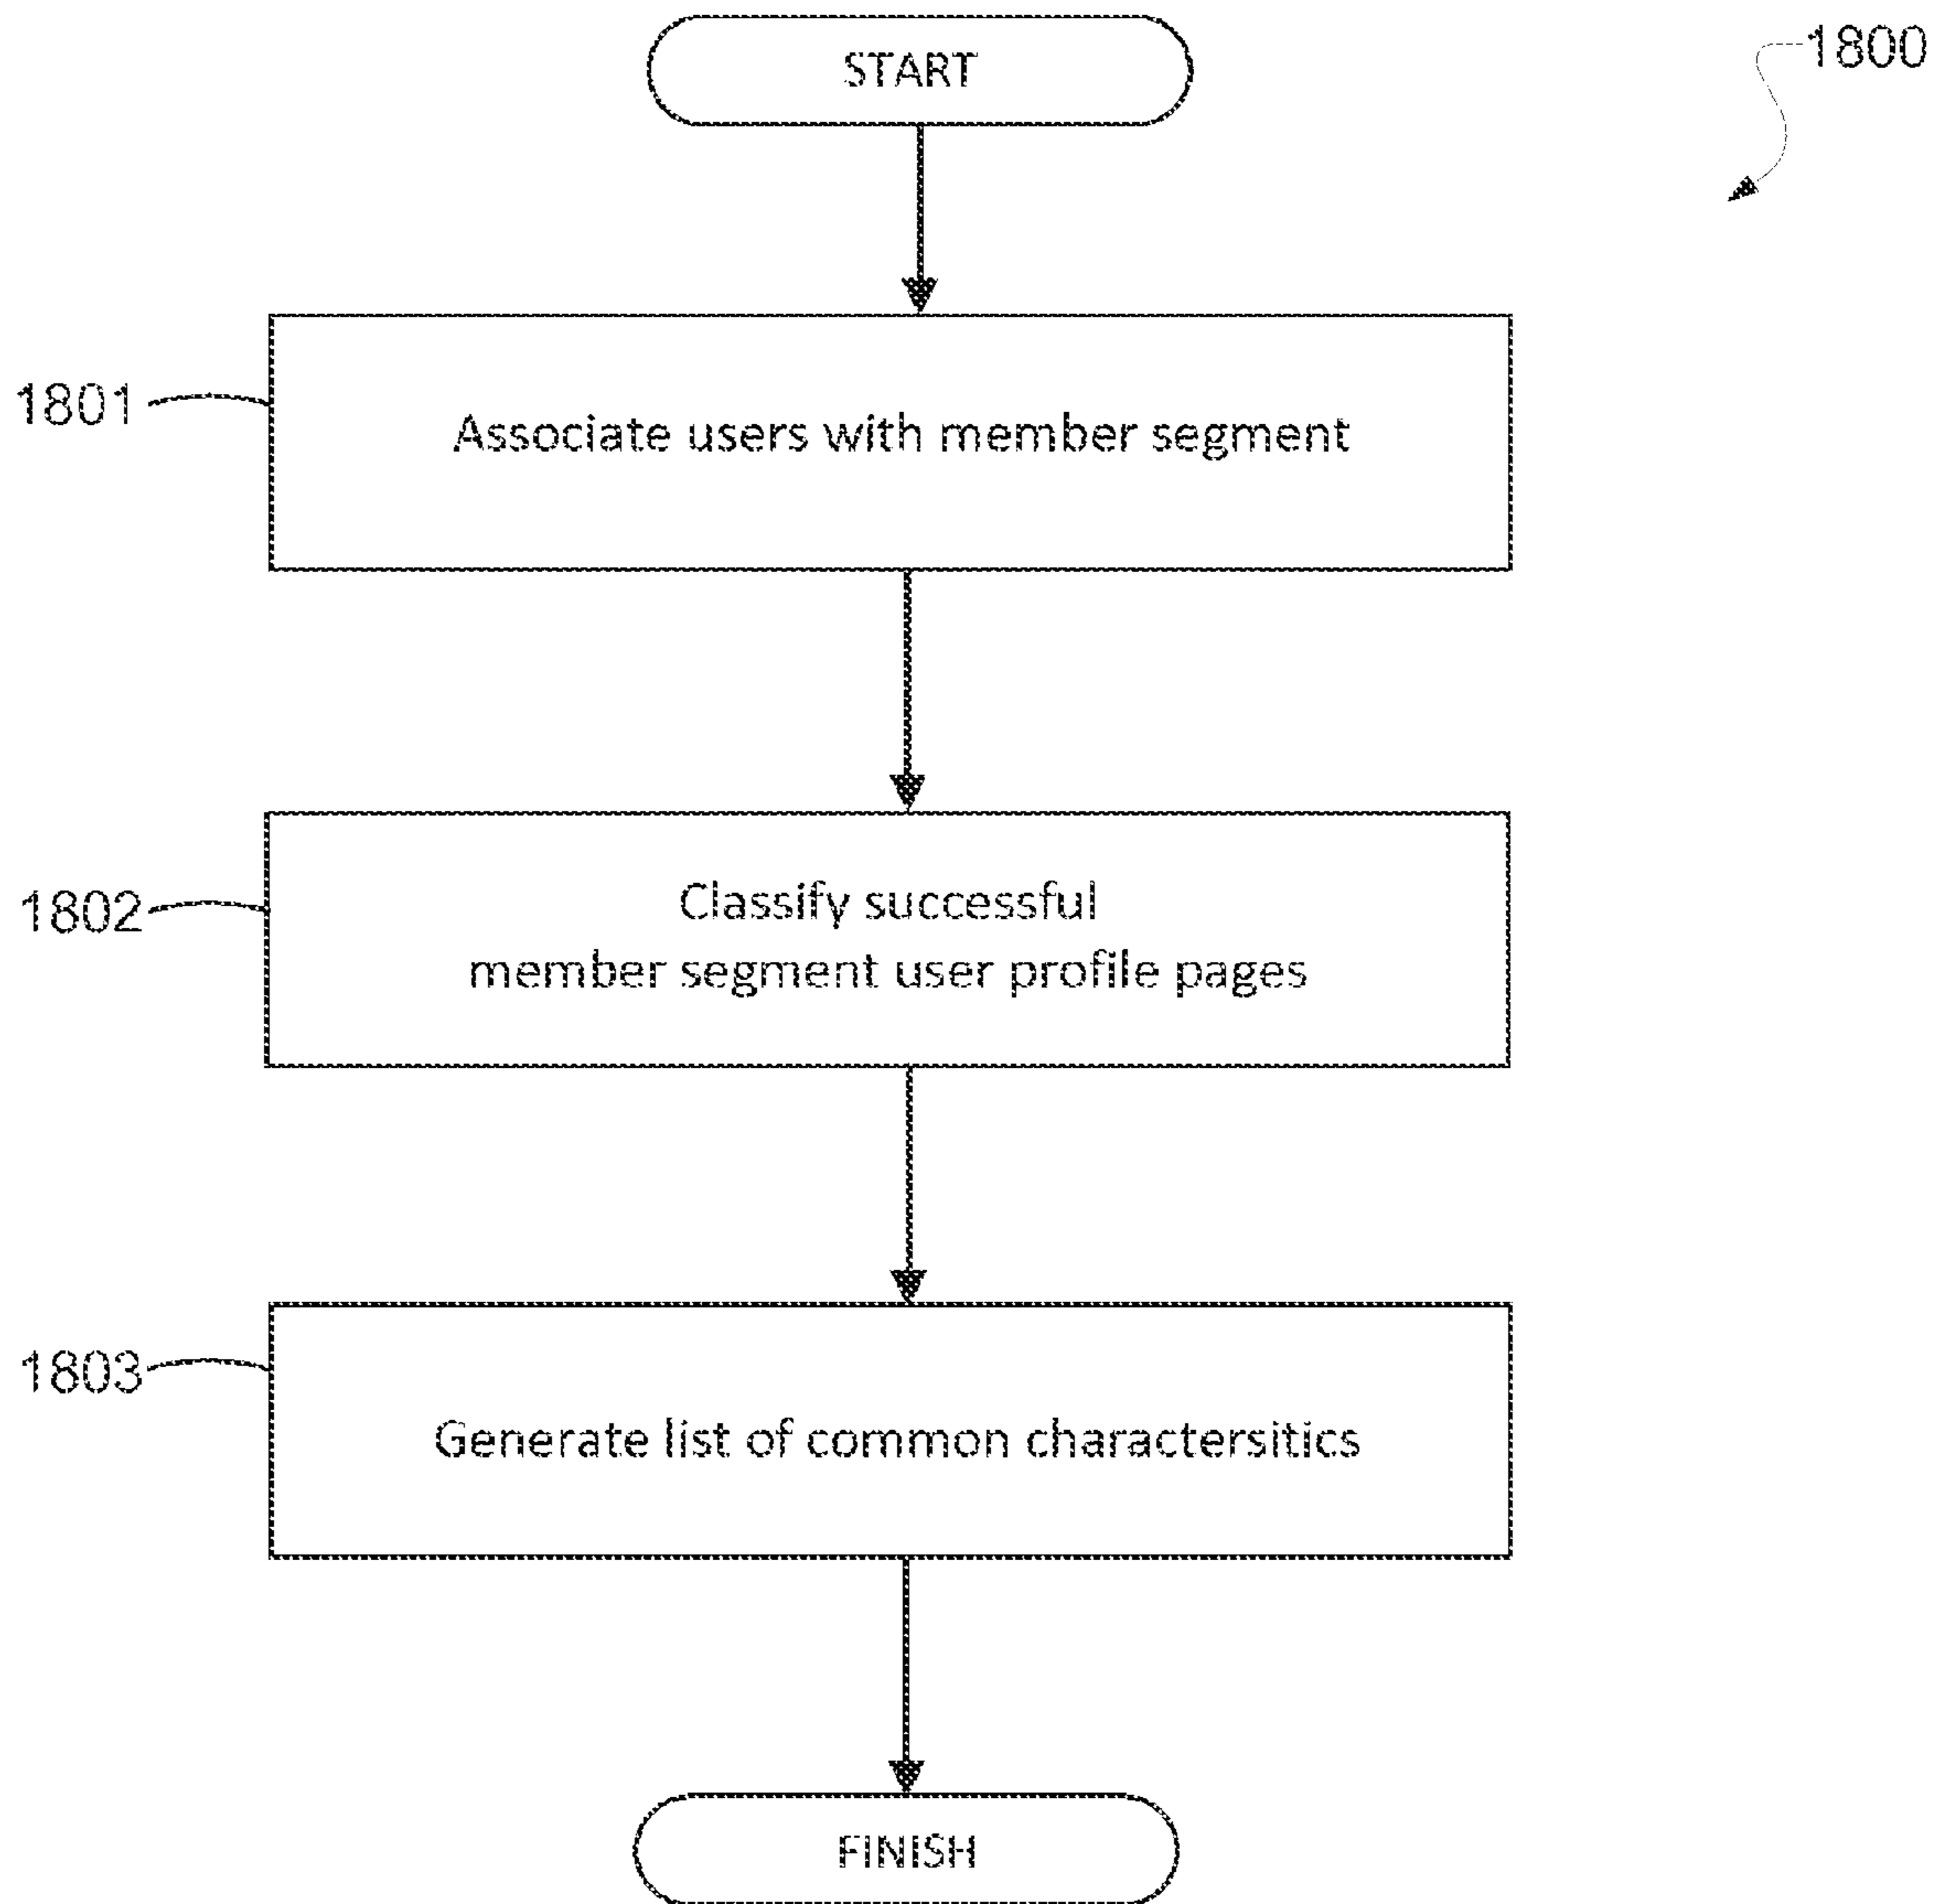 START
1800
1801
Associate users with member segment
1802
Classify successful
member segment user profile pages
1803
Generate list of common charactersitics
FINISH